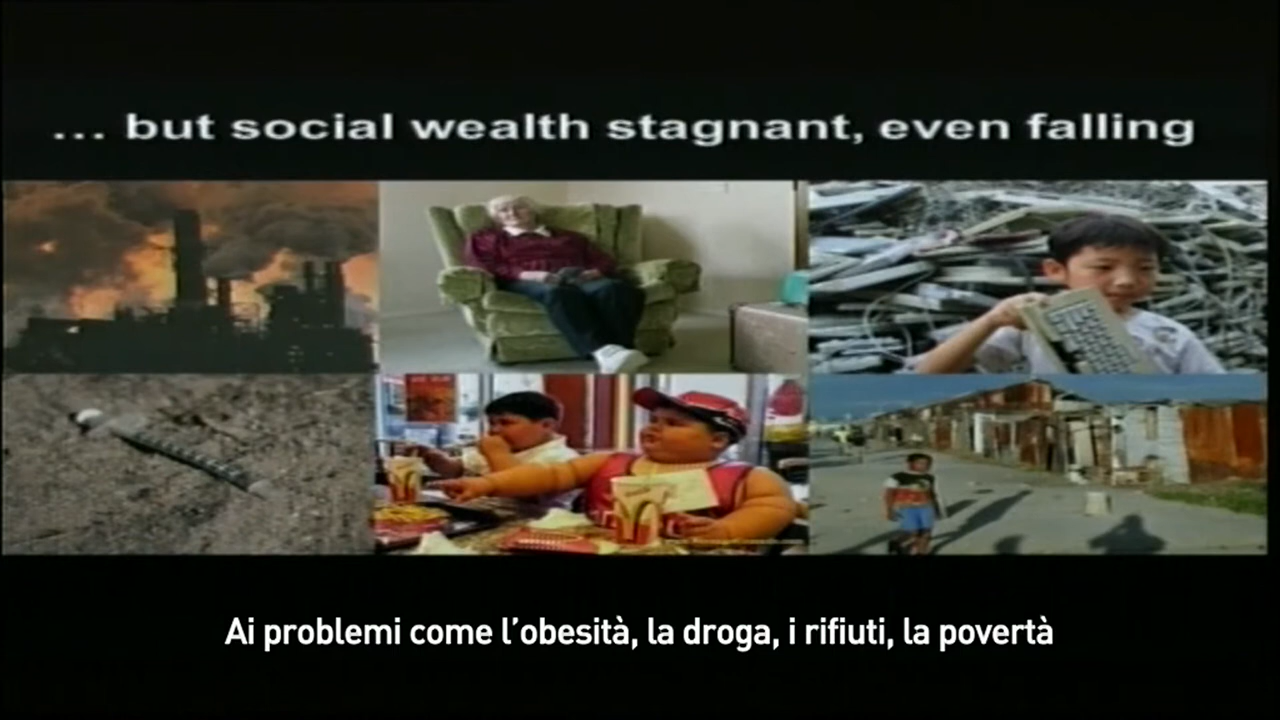 ... but social wealth stagnant, even falling
Ai problemi come l'obesità, la droga, i rifiuti, la povertà